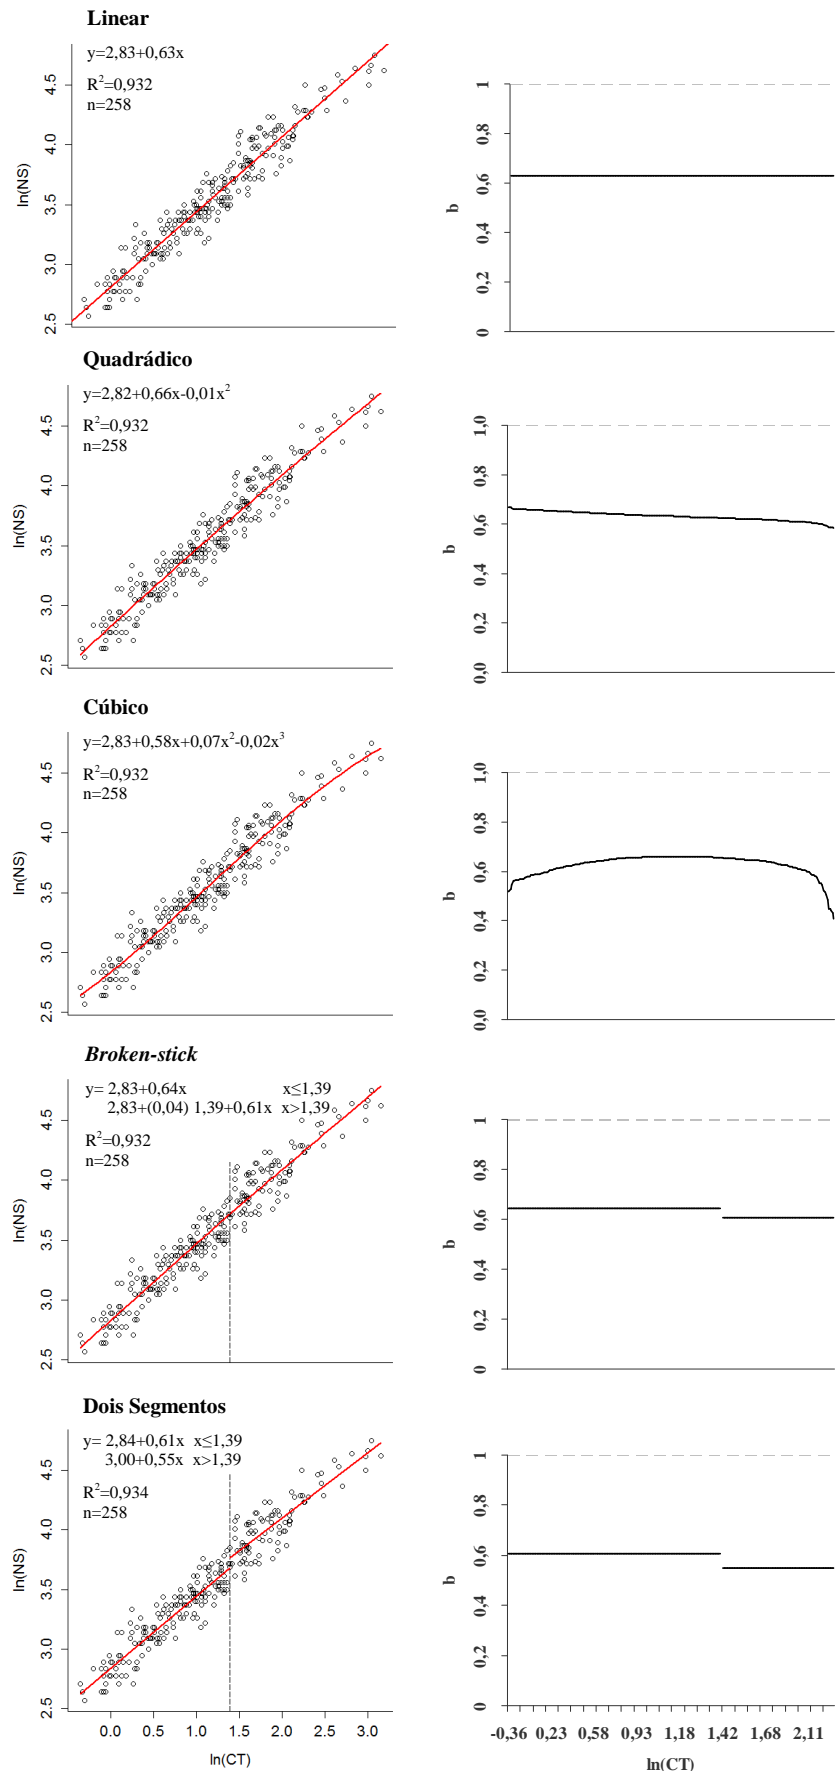 Linear
y=2,83+0,63x
R²=0,932
n=258
ln(NS)
2.5 3.0 3.5 4.0 4.5
b
0 0,2 0,4 0,6 0,8 1
Quadrádico
y=2,82+0,66x-0,01x²
R²=0,932
n=258
ln(NS)
2.5 3.0 3.5 4.0 4.5
b
0,0 0,2 0,4 0,6 0,8 1,0
Cúbico
y=2,83+0,58x+0,07x²-0,02x³
R²=0,932
n=258
ln(NS)
2.5 3.0 3.5 4.0 4.5
b
0,0 0,2 0,4 0,6 0,8 1,0
Broken-stick
y= 2,83+0,64x x≤1,39
2,83+(0,04) 1,39+0,61x x>1,39
R²=0,932
n=258
ln(NS)
2.5 3.0 3.5 4.0 4.5
b
0 0,2 0,4 0,6 0,8 1
Dois Segmentos
y= 2,84+0,61x x≤1,39
3,00+0,55x x>1,39
R²=0,934
n=258
ln(NS)
2.5 3.0 3.5 4.0 4.5
0.0 0.5 1.0 1.5 2.0 2.5 3.0
ln(CT)
b
0 0,2 0,4 0,6 0,8 1
-0,36 0,23 0,58 0,93 1,18 1,42 1,68 2,11
ln(CT)